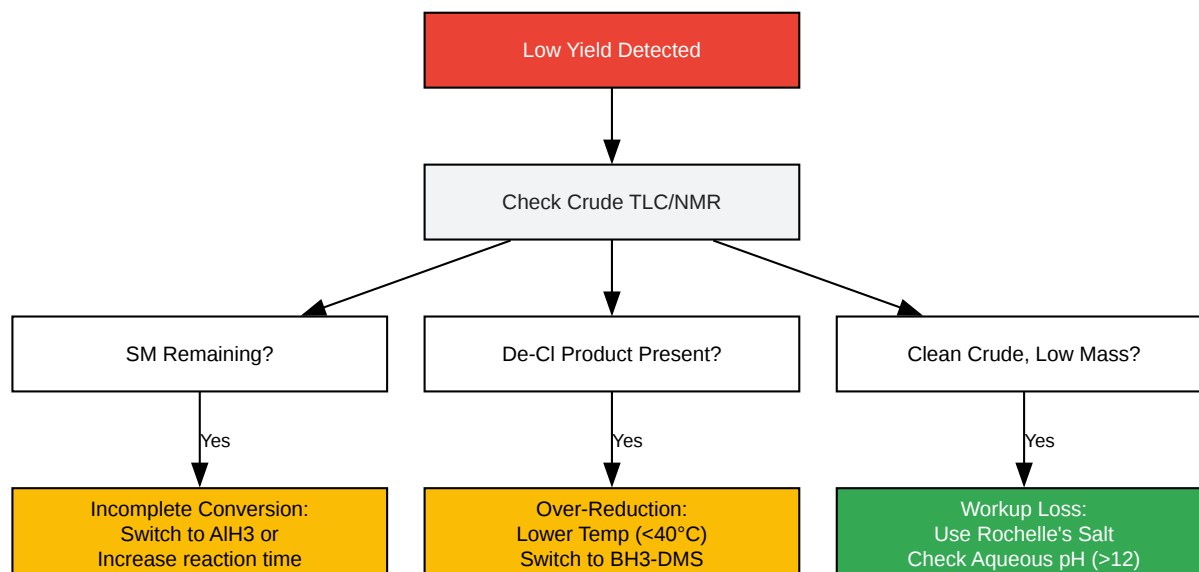 Low Yield Detected
Check Crude TLC/NMR
SM Remaining?
De-Cl Product Present?
Clean Crude, Low Mass?
Yes
Yes
Yes
Incomplete Conversion:
Switch to AlH3 or
Increase reaction time
Over-Reduction:
Lower Temp (<40°C)
Switch to BH3-DMS
Workup Loss:
Use Rochelle's Salt
Check Aqueous pH (>12)